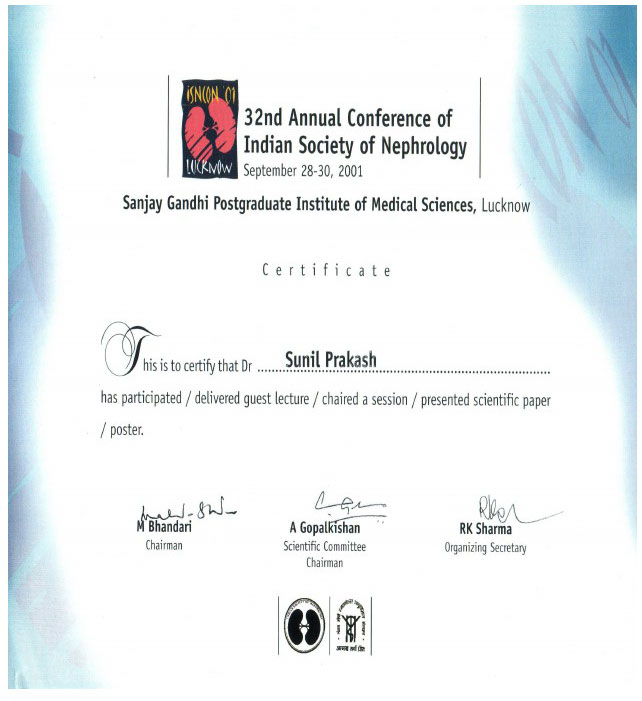 ISNCON '01
LUCKNOW
32nd Annual Conference of
Indian Society of Nephrology
September 28-30, 2001
Sanjay Gandhi Postgraduate Institute of Medical Sciences, Lucknow
Certificate
This is to certify that Dr Sunil Prakash
has participated / delivered guest lecture / chaired a session / presented scientific paper
/ poster.
M Bhandari
Chairman
A Gopalkishan
Scientific Committee
Chairman
RK Sharma
Organizing Secretary